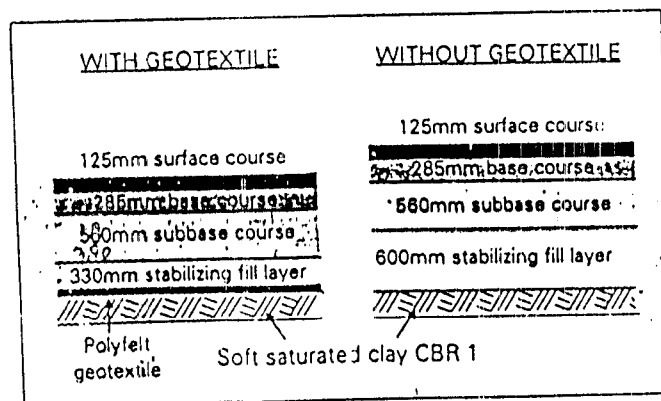 WITH GEOTEXTILE
125mm surface course
285mm base course
560mm subbase course
330mm stabilizing fill layer
Polyfelt
geotextile
Soft saturated clay CBR 1
WITHOUT GEOTEXTILE
125mm surface course
285mm base course
560mm subbase course
600mm stabilizing fill layer